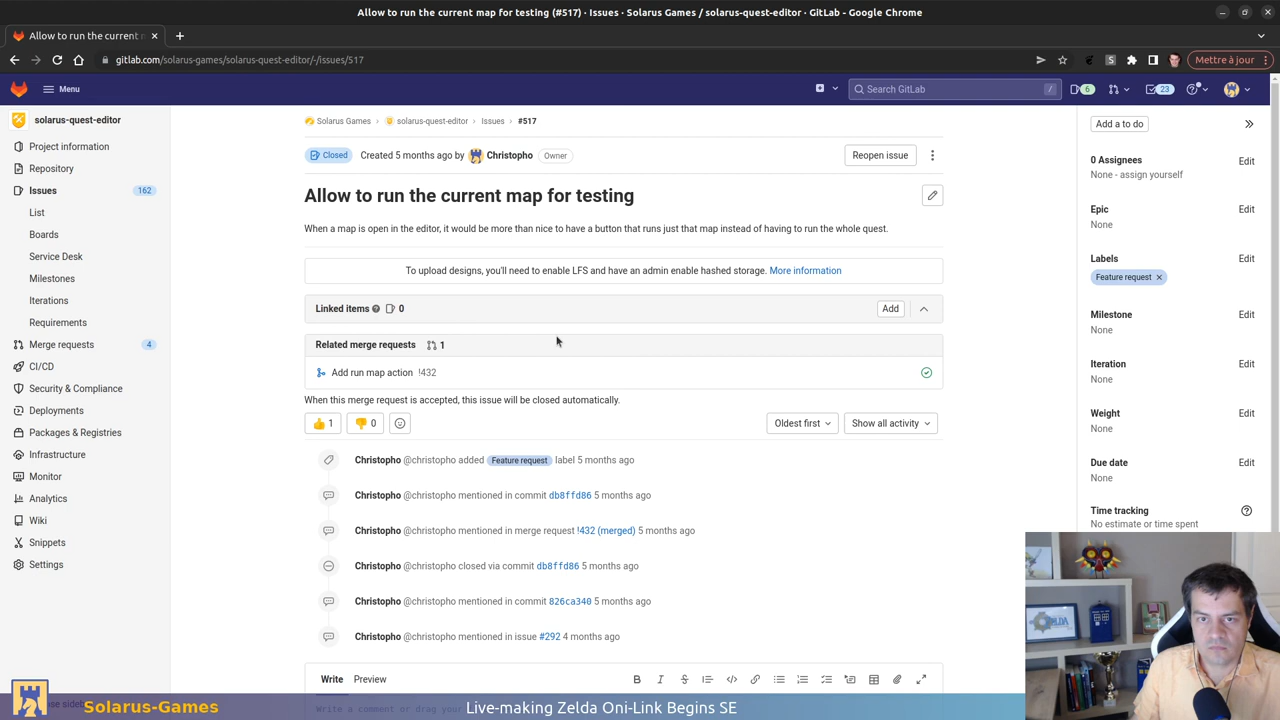 Allow to run the current map for testing (#517) · Issues · Solarus Games / solarus-quest-editor · GitLab - Google Chrome
Allow to run the current
gitlab.com/solarus-games/solarus-quest-editor/-/issues/517
Mettre à jour
Menu
Search GitLab
/
6
23
solarus-quest-editor
Project information
Repository
Issues 162
List
Boards
Service Desk
Milestones
Iterations
Requirements
Merge requests 4
CI/CD
Security & Compliance
Deployments
Packages & Registries
Infrastructure
Monitor
Analytics
Wiki
Snippets
Settings
Solarus Games > solarus-quest-editor > Issues > #517
Closed Created 5 months ago by Christopho Owner
Reopen issue
Allow to run the current map for testing
When a map is open in the editor, it would be more than nice to have a button that runs just that map instead of having to run the whole quest.
To upload designs, you'll need to enable LFS and have an admin enable hashed storage. More information
Linked items 0
Add
Related merge requests 1
Add run map action !432
When this merge request is accepted, this issue will be closed automatically.
👍 1 👎 0
Oldest first
Show all activity
Christopho @christopho added Feature request label 5 months ago
Christopho @christopho mentioned in commit db8ffd86 5 months ago
Christopho @christopho mentioned in merge request !432 (merged) 5 months ago
Christopho @christopho closed via commit db8ffd86 5 months ago
Christopho @christopho mentioned in commit 826ca340 5 months ago
Christopho @christopho mentioned in issue #292 4 months ago
Write Preview
Add a to do
0 Assignees Edit
None - assign yourself
Epic Edit
None
Labels Edit
Feature request
Milestone Edit
None
Iteration Edit
None
Weight Edit
None
Due date Edit
None
Time tracking
No estimate or time spent
Solarus-Games
Live-making Zelda Oni-Link Begins SE